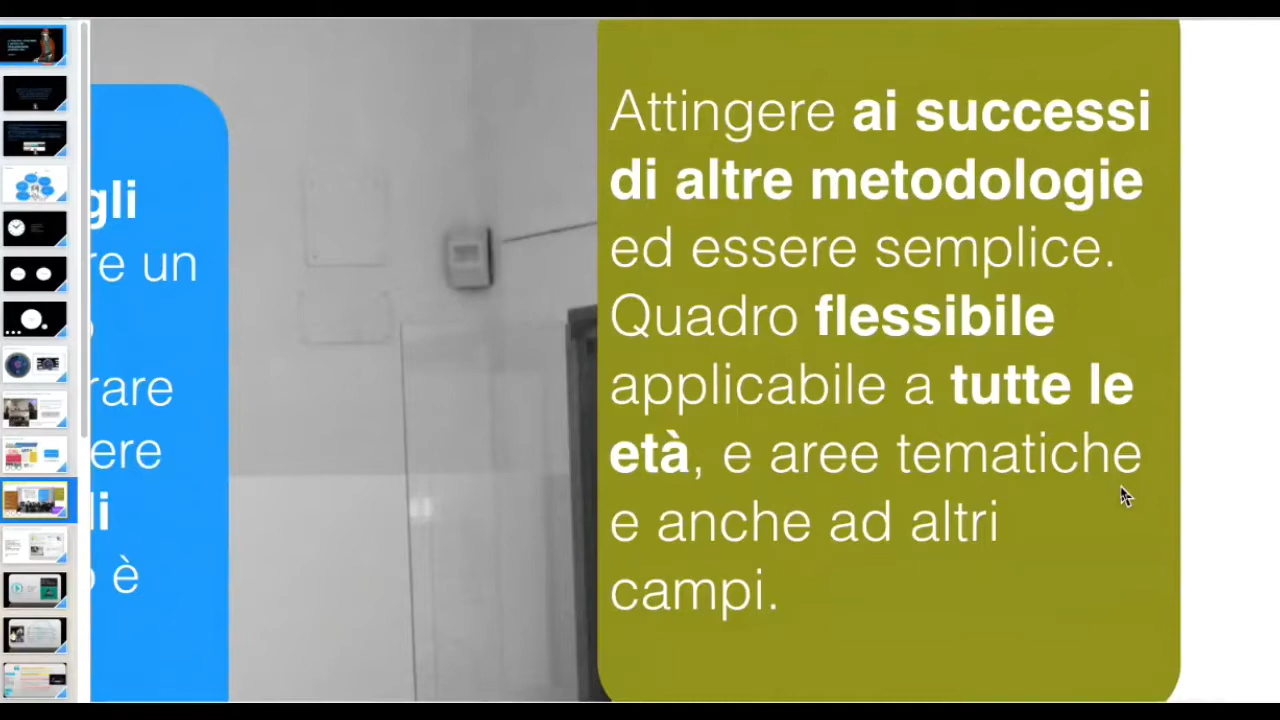 gli
re un
rare
ere
li
è
Attingere ai successi
di altre metodologie
ed essere semplice.
Quadro flessibile
applicabile a tutte le
età, e aree tematiche
e anche ad altri
campi.